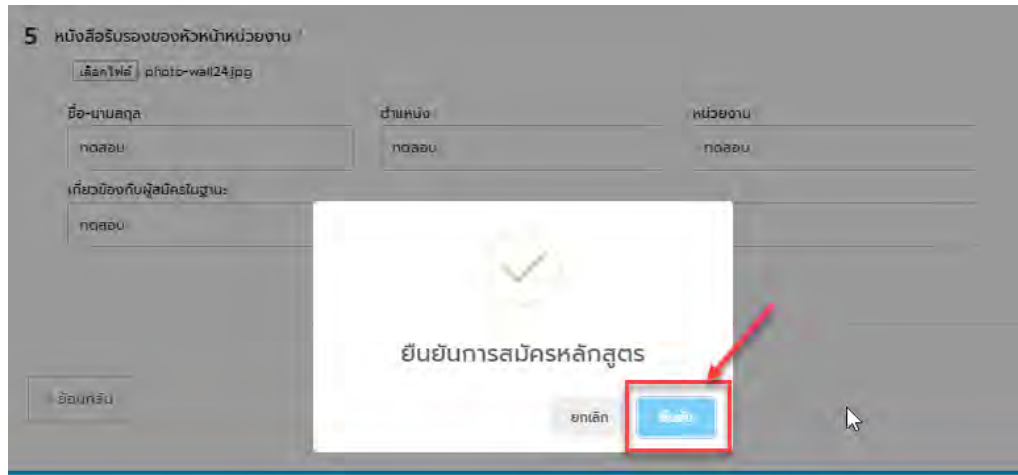 5 หนังสือรับรองของหัวหน้าหน่วยงาน *
เลือกไฟล์ photo-wall24.jpg
ชื่อ-นามสกุล ตำแหน่ง หน่วยงาน
ทดสอบ ทดสอบ ทดสอบ
เกี่ยวข้องกับผู้สมัครในฐานะ
ทดสอบ
ยืนยันการสมัครหลักสูตร
ย้อนกลับ
ยกเลิก ยืนยัน